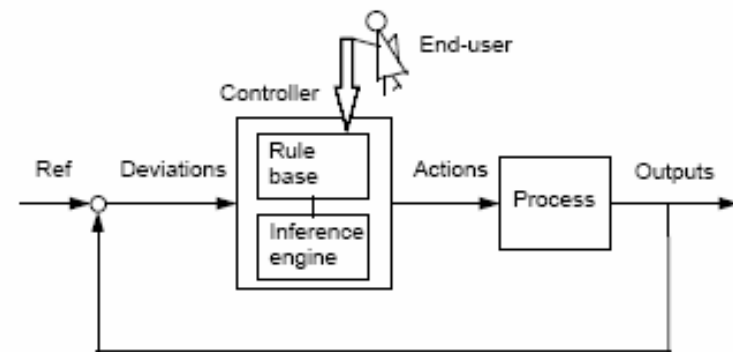 End-user
Controller
Ref
Deviations
Rule
base
Inference
engine
Actions
Process
Outputs